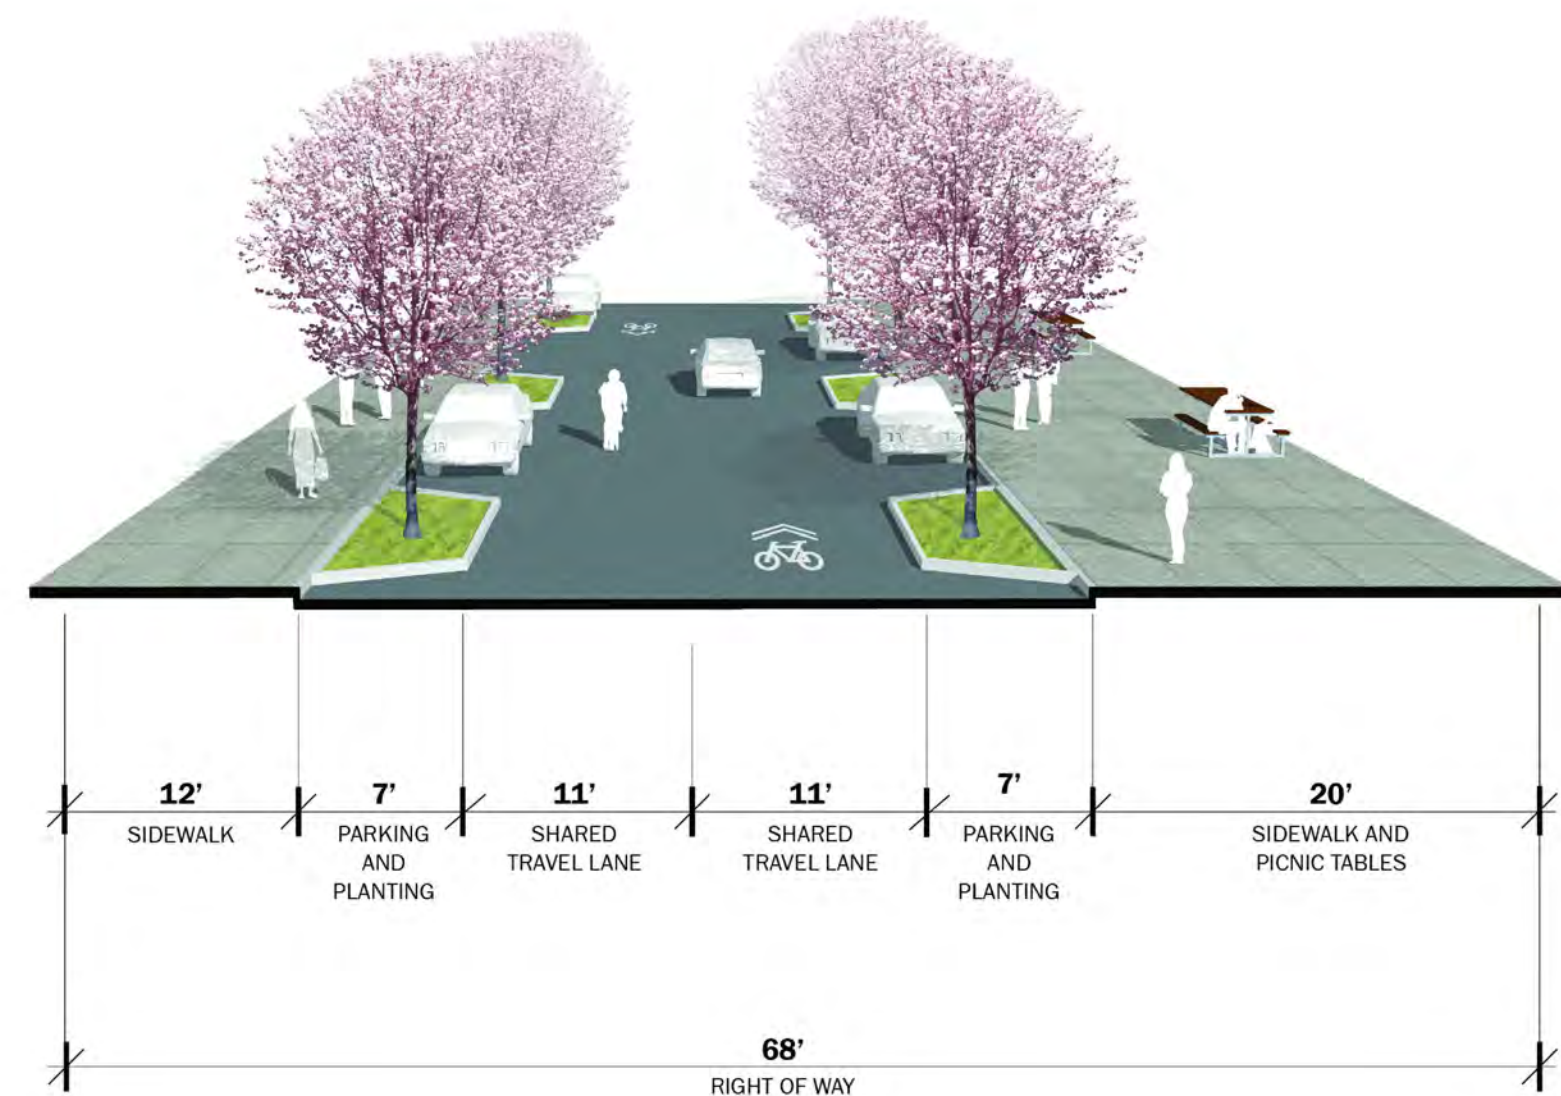 12’
SIDEWALK
7’
PARKING
AND
PLANTING
11’
SHARED
TRAVEL LANE
11’
SHARED
TRAVEL LANE
7’
PARKING
AND
PLANTING
20’
SIDEWALK AND
PICNIC TABLES
68’
RIGHT OF WAY